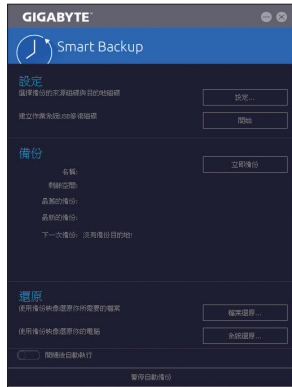 GIGABYTE™
Smart Backup
設定
選擇備份的來源磁碟與目的地磁碟
設定...
建立作業系統USB修復磁碟
開始
備份
立即備份
名稱:
剩餘空間:
最舊的備份:
最新的備份:
下一次備份: 沒有備份目的地!
還原
使用備份映像還原你所需要的檔案
檔案還原...
使用備份映像還原你的電腦
系統還原...
開機後自動執行
暫停自動備份